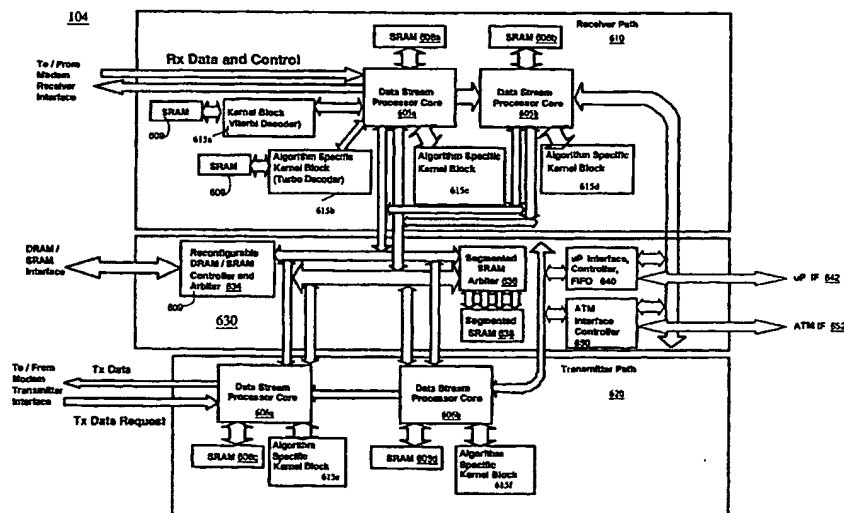 104
Receiver Path
610
SRAM 608a
SRAM 608b
To / From
Modem
Receiver
Interface
Rx Data and Control
Data Stream
Processor Core
605a
Data Stream
Processor Core
605b
SRAM
609
Kernel Block
(Viterbi Decoder)
615a
SRAM
609
Algorithm Specific
Kernel Block
(Turbo Decoder)
615b
Algorithm Specific
Kernel Block
615c
Algorithm Specific
Kernel Block
615d
DRAM /
SRAM
Interface
Reconfigurable
DRAM / SRAM
Controller and
Arbiter 634
609
630
Segmented
SRAM
Arbiter 636
Segmented
SRAM 638
uP Interface,
Controller,
FIFO 640
uP IF 642
ATM
Interface
Controller
650
ATM IF 652
Transmitter Path
620
To / From
Modem
Transmitter
Interface
Tx Data
Tx Data Request
Data Stream
Processor Core
Data Stream
Processor Core
SRAM
Algorithm
Specific
Kernel Block
615e
SRAM
Algorithm
Specific
Kernel Block
615f